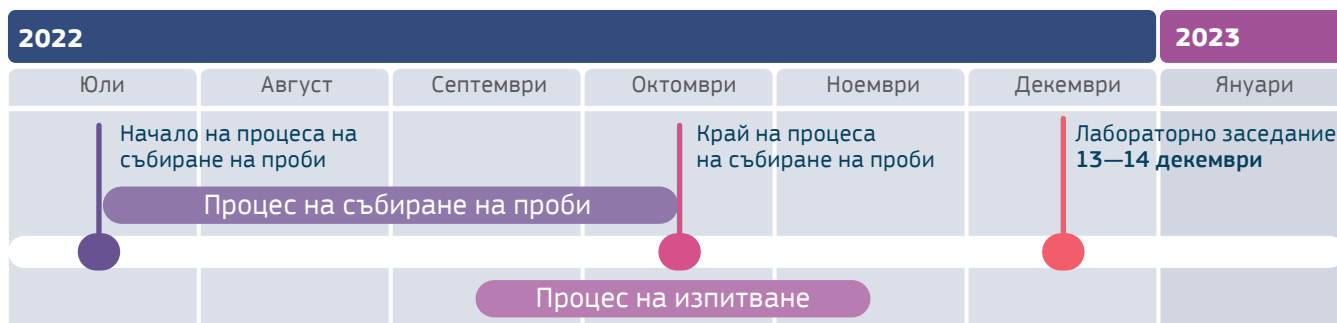 2022 2023
Юли Август Септември Октомври Ноември Декември Януари
Начало на процеса на
събиране на проби
Край на процеса
на събиране на проби
Лабораторно заседание
13—14 декември
Процес на събиране на проби
Процес на изпитване